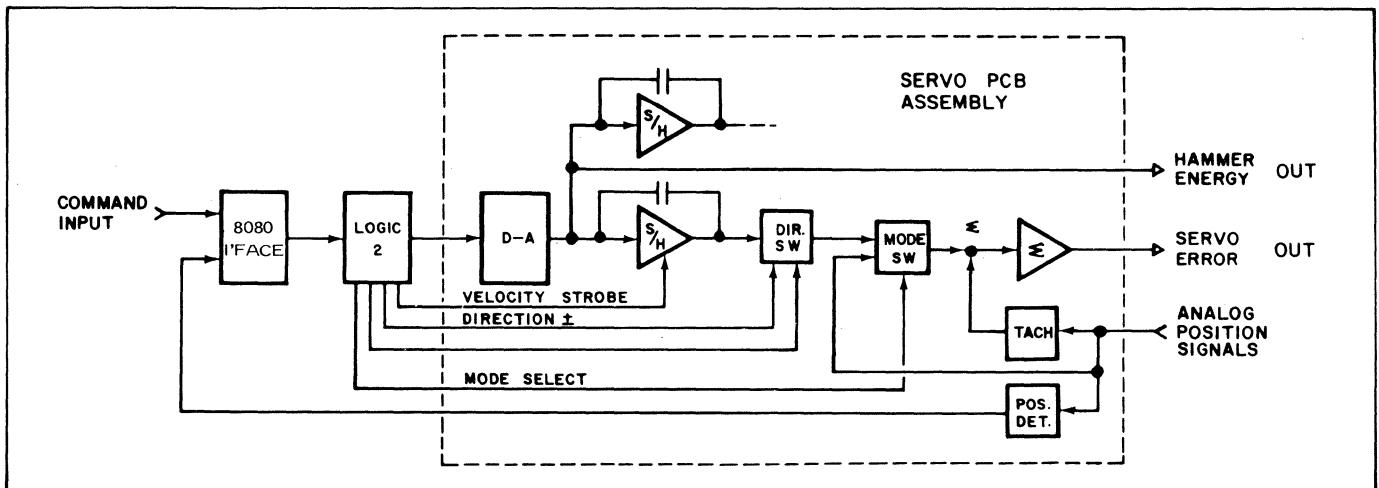 SERVO PCB
ASSEMBLY
S/H
HAMMER
ENERGY OUT
COMMAND
INPUT
8080
I'FACE
LOGIC
2
D-A
S/H
DIR.
SW
MODE
SW
Σ
Σ
SERVO
ERROR OUT
VELOCITY STROBE
DIRECTION ±
TACH
ANALOG
POSITION
SIGNALS
MODE SELECT
POS.
DET.